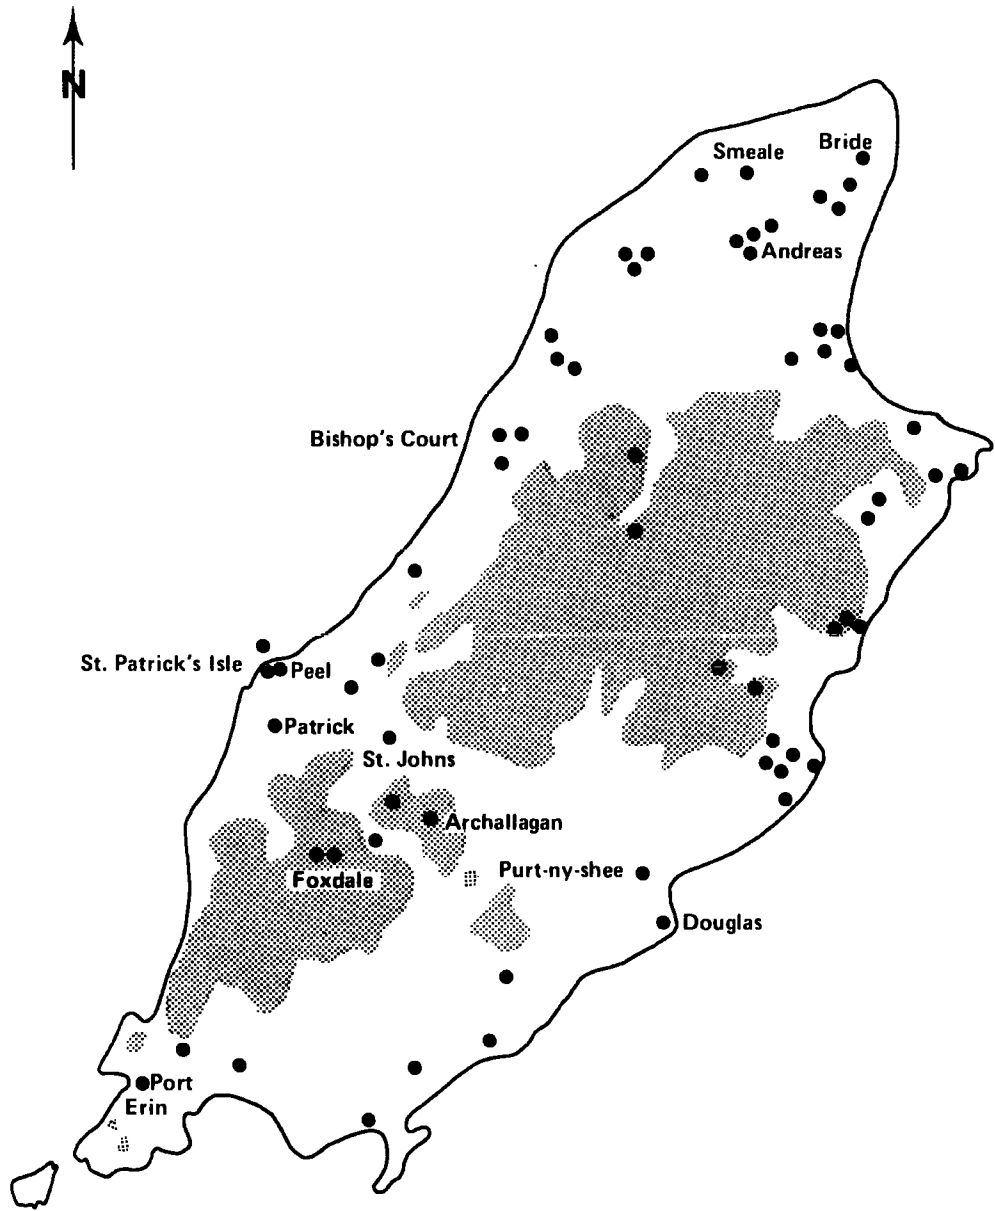 N
Smeale
Bride
Andreas
Bishop's Court
St. Patrick's Isle
Peel
Patrick
St. Johns
Archallagan
Foxdale
Purt-ny-shee
Douglas
Port
Erin